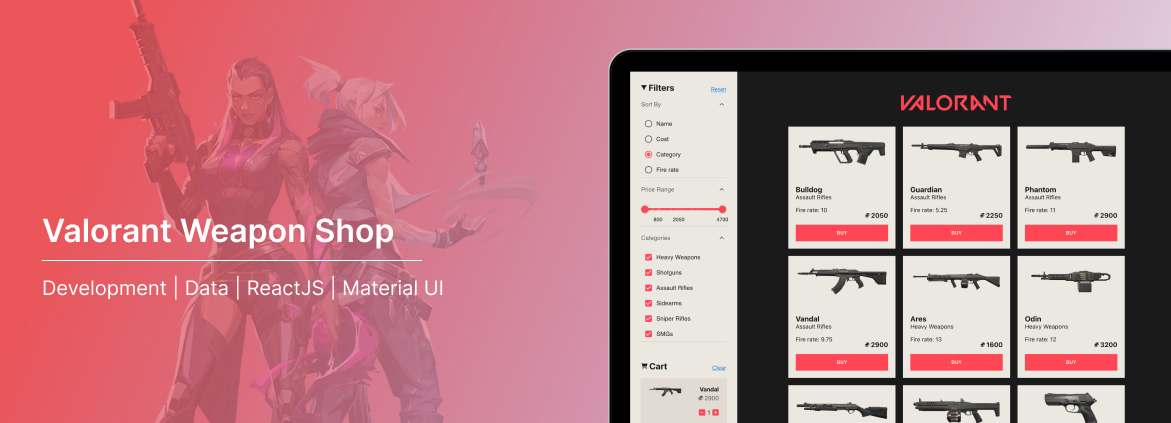 Valorant Weapon Shop
Development | Data | ReactJS | Material UI
Filters Reset
Sort By
Name
Cost
Category
Fire rate
Price Range
800 2050 4700
Categories
Heavy Weapons
Shotguns
Assault Rifles
Sidearms
Sniper Rifles
SMGa
Cart Clear
Vandal
2900
1
VALORANT
Bulldog
Assault Rifles
Fire rate: 10
2050
BUY
Guardian
Assault Rifles
Fire rate: 5.25
2250
BUY
Phantom
Assault Rifles
Fire rate: 11
2900
BUY
Vandal
Assault Rifles
Fire rate: 9.75
2900
BUY
Ares
Heavy Weapons
Fire rate: 13
1600
BUY
Odin
Heavy Weapons
Fire rate: 12
3200
BUY